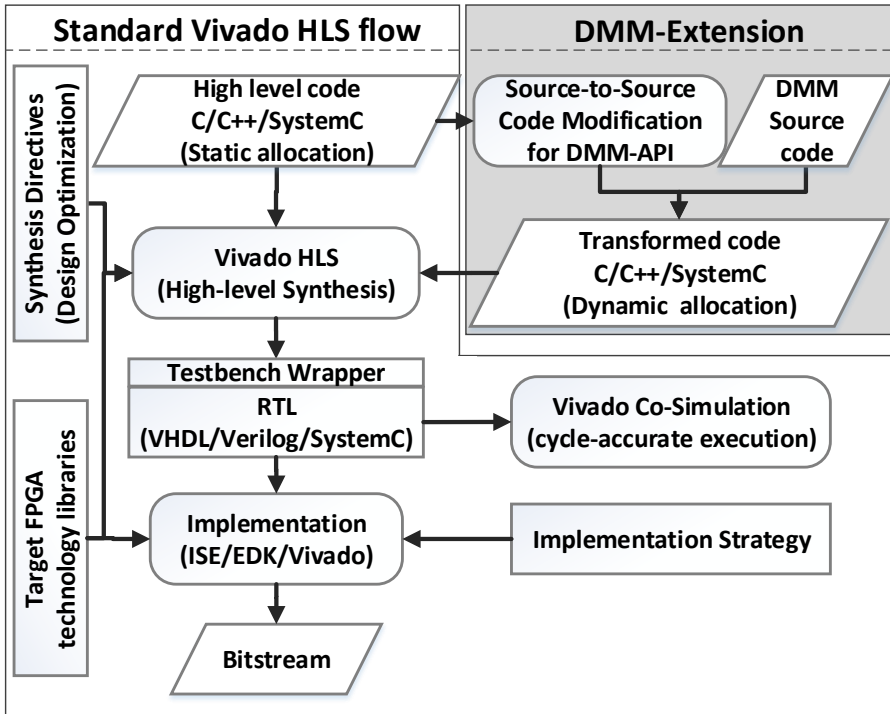 Standard Vivado HLS flow
DMM-Extension
Synthesis Directives
(Design Optimization)
High level code
C/C++/SystemC
(Static allocation)
Source-to-Source
Code Modification
for DMM-API
DMM
Source
code
Vivado HLS
(High-level Synthesis)
Transformed code
C/C++/SystemC
(Dynamic allocation)
Testbench Wrapper
RTL
(VHDL/Verilog/SystemC)
Vivado Co-Simulation
(cycle-accurate execution)
Target FPGA
technology libraries
Implementation
(ISE/EDK/Vivado)
Implementation Strategy
Bitstream